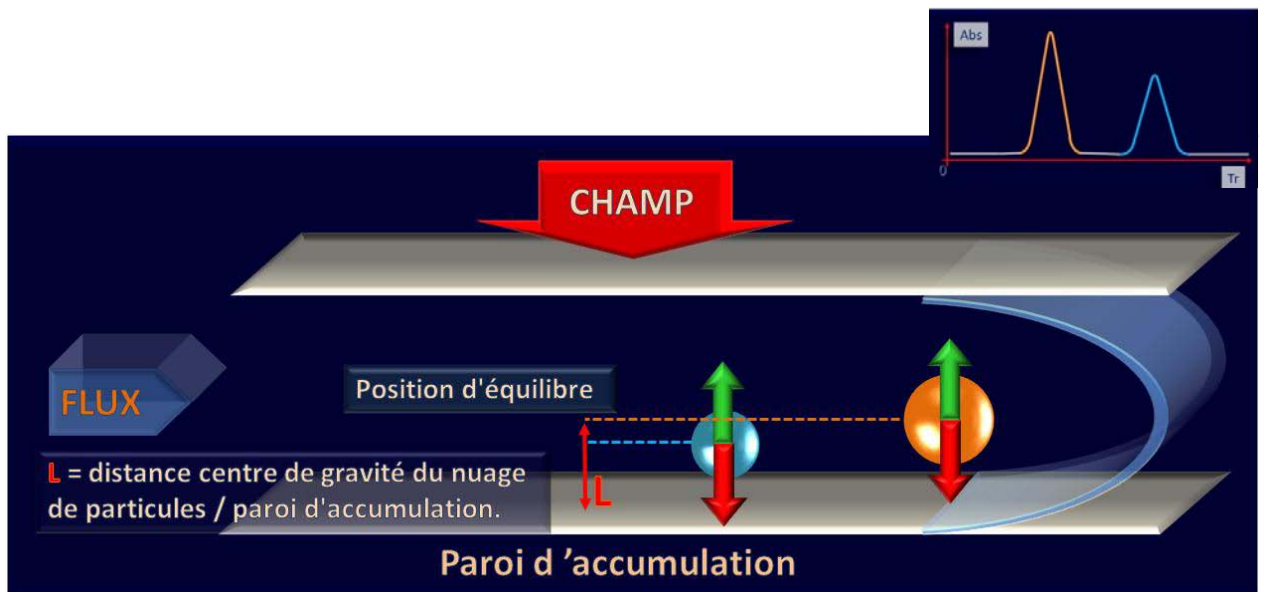 Abs
0
Tr
CHAMP
FLUX
Position d'équilibre
L = distance centre de gravité du nuage
de particules / paroi d'accumulation.
L
Paroi d ’accumulation